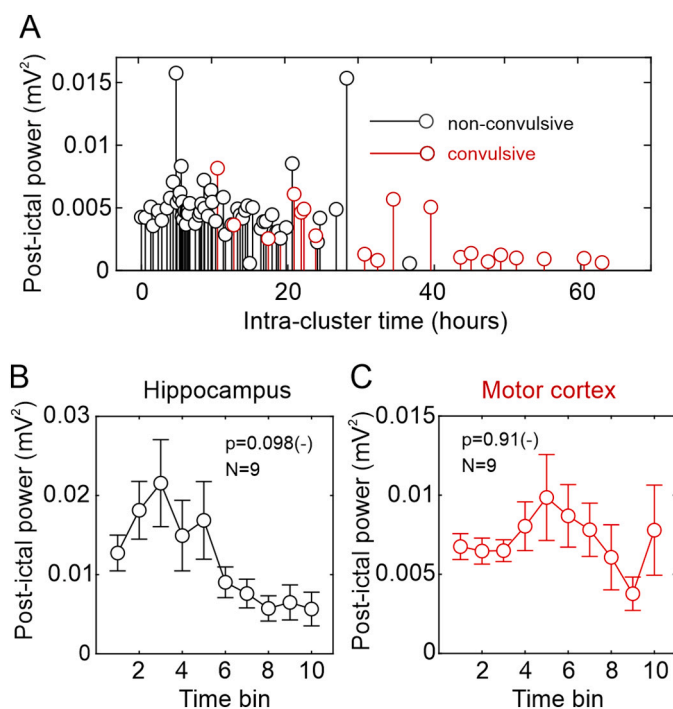 A
Post-ictal power (mV²)
0.015
0.01
0.005
0
non-convulsive
convulsive
0 20 40 60
Intra-cluster time (hours)
B
Hippocampus
Post-ictal power (mV²)
0.03
0.02
0.01
0
p=0.098(-)
N=9
2 4 6 8 10
Time bin
C
Motor cortex
Post-ictal power (mV²)
0.015
0.01
0.005
0
p=0.91(-)
N=9
2 4 6 8 10
Time bin